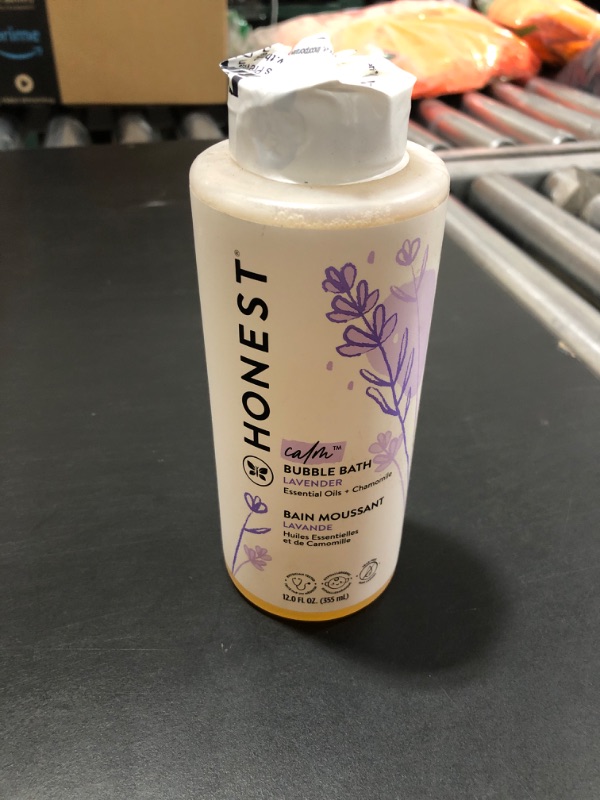 prime
HONEST®
calm™
BUBBLE BATH
LAVENDER
Essential Oils + Chamomile
BAIN MOUSSANT
LAVANDE
Huiles Essentielles
et de Camomille
12.0 FL OZ. (355 mL)